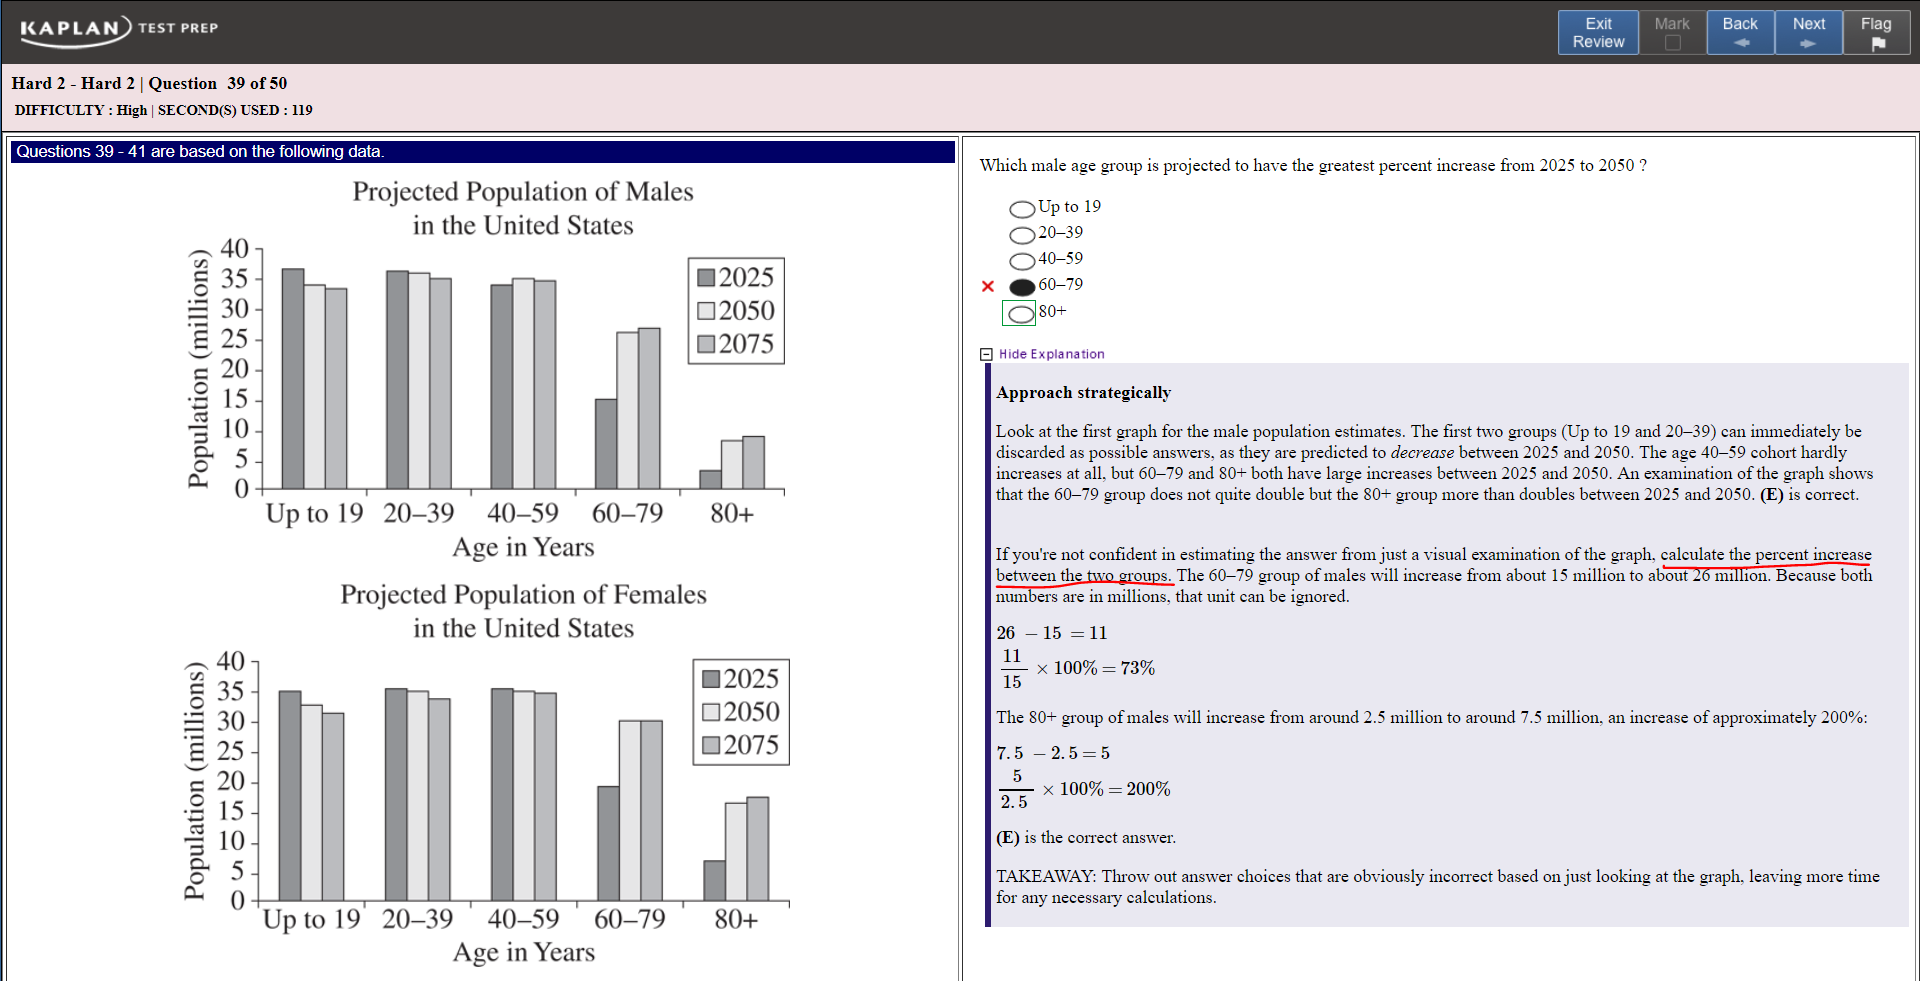 KAPLAN TEST PREP
Exit Review
Mark
Back
Next
Flag
Hard 2 - Hard 2 | Question 39 of 50
DIFFICULTY : High | SECOND(S) USED : 119
Questions 39 - 41 are based on the following data.
Projected Population of Males
in the United States
Population (millions)
40
35
30
25
20
15
10
5
0
2025
2050
2075
Up to 19 20–39 40–59 60–79 80+
Age in Years
Projected Population of Females
in the United States
Population (millions)
40
35
30
25
20
15
10
5
0
2025
2050
2075
Up to 19 20–39 40–59 60–79 80+
Age in Years
Which male age group is projected to have the greatest percent increase from 2025 to 2050 ?
Up to 19
20–39
40–59
60–79
80+
Hide Explanation
Approach strategically
Look at the first graph for the male population estimates. The first two groups (Up to 19 and 20–39) can immediately be
discarded as possible answers, as they are predicted to decrease between 2025 and 2050. The age 40–59 cohort hardly
increases at all, but 60–79 and 80+ both have large increases between 2025 and 2050. An examination of the graph shows
that the 60–79 group does not quite double but the 80+ group more than doubles between 2025 and 2050. (E) is correct.
If you're not confident in estimating the answer from just a visual examination of the graph, calculate the percent increase
between the two groups. The 60–79 group of males will increase from about 15 million to about 26 million. Because both
numbers are in millions, that unit can be ignored.
26 − 15 = 11
11/15 × 100% = 73%
The 80+ group of males will increase from around 2.5 million to around 7.5 million, an increase of approximately 200%:
7.5 − 2.5 = 5
5/2.5 × 100% = 200%
(E) is the correct answer.
TAKEAWAY: Throw out answer choices that are obviously incorrect based on just looking at the graph, leaving more time
for any necessary calculations.